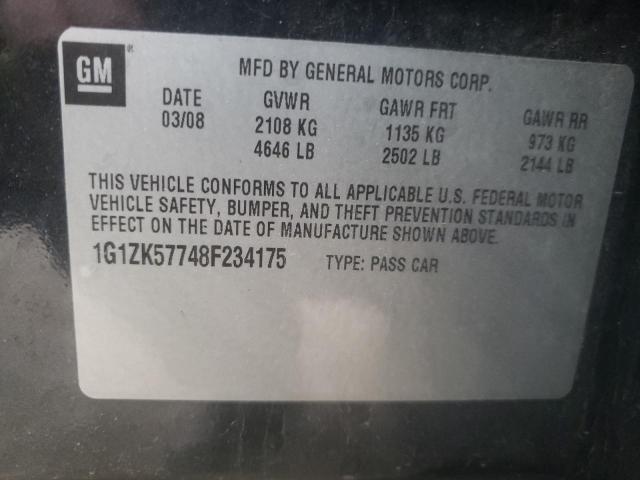 GM ®
MFD BY GENERAL MOTORS CORP.
DATE GVWR GAWR FRT GAWR RR
03/08 2108 KG 1135 KG 973 KG
4646 LB 2502 LB 2144 LB
THIS VEHICLE CONFORMS TO ALL APPLICABLE U.S. FEDERAL MOTOR
VEHICLE SAFETY, BUMPER, AND THEFT PREVENTION STANDARDS IN
EFFECT ON THE DATE OF MANUFACTURE SHOWN ABOVE.
1G1ZK57748F234175 TYPE: PASS CAR